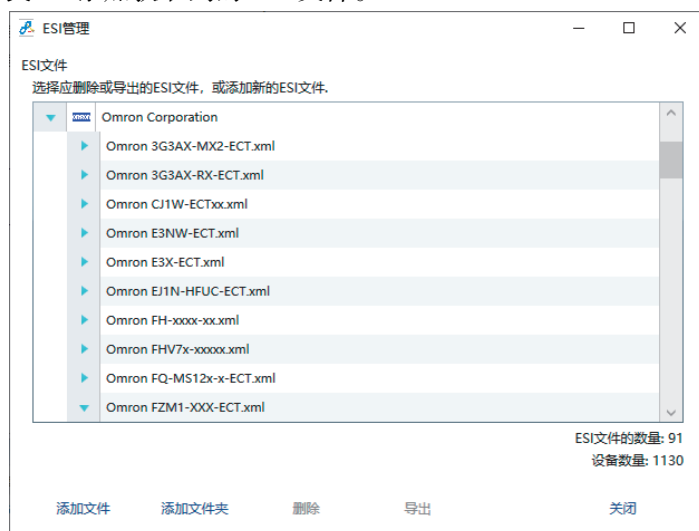 ESI管理
ESI文件
选择应删除或导出的ESI文件，或添加新的ESI文件.
Omron Corporation
Omron 3G3AX-MX2-ECT.xml
Omron 3G3AX-RX-ECT.xml
Omron CJ1W-ECTxx.xml
Omron E3NW-ECT.xml
Omron E3X-ECT.xml
Omron EJ1N-HFUC-ECT.xml
Omron FH-xxxx-xx.xml
Omron FHV7x-xxxxx.xml
Omron FQ-MS12x-x-ECT.xml
Omron FZM1-XXX-ECT.xml
ESI文件的数量: 91
设备数量: 1130
添加文件 添加文件夹 删除 导出 关闭